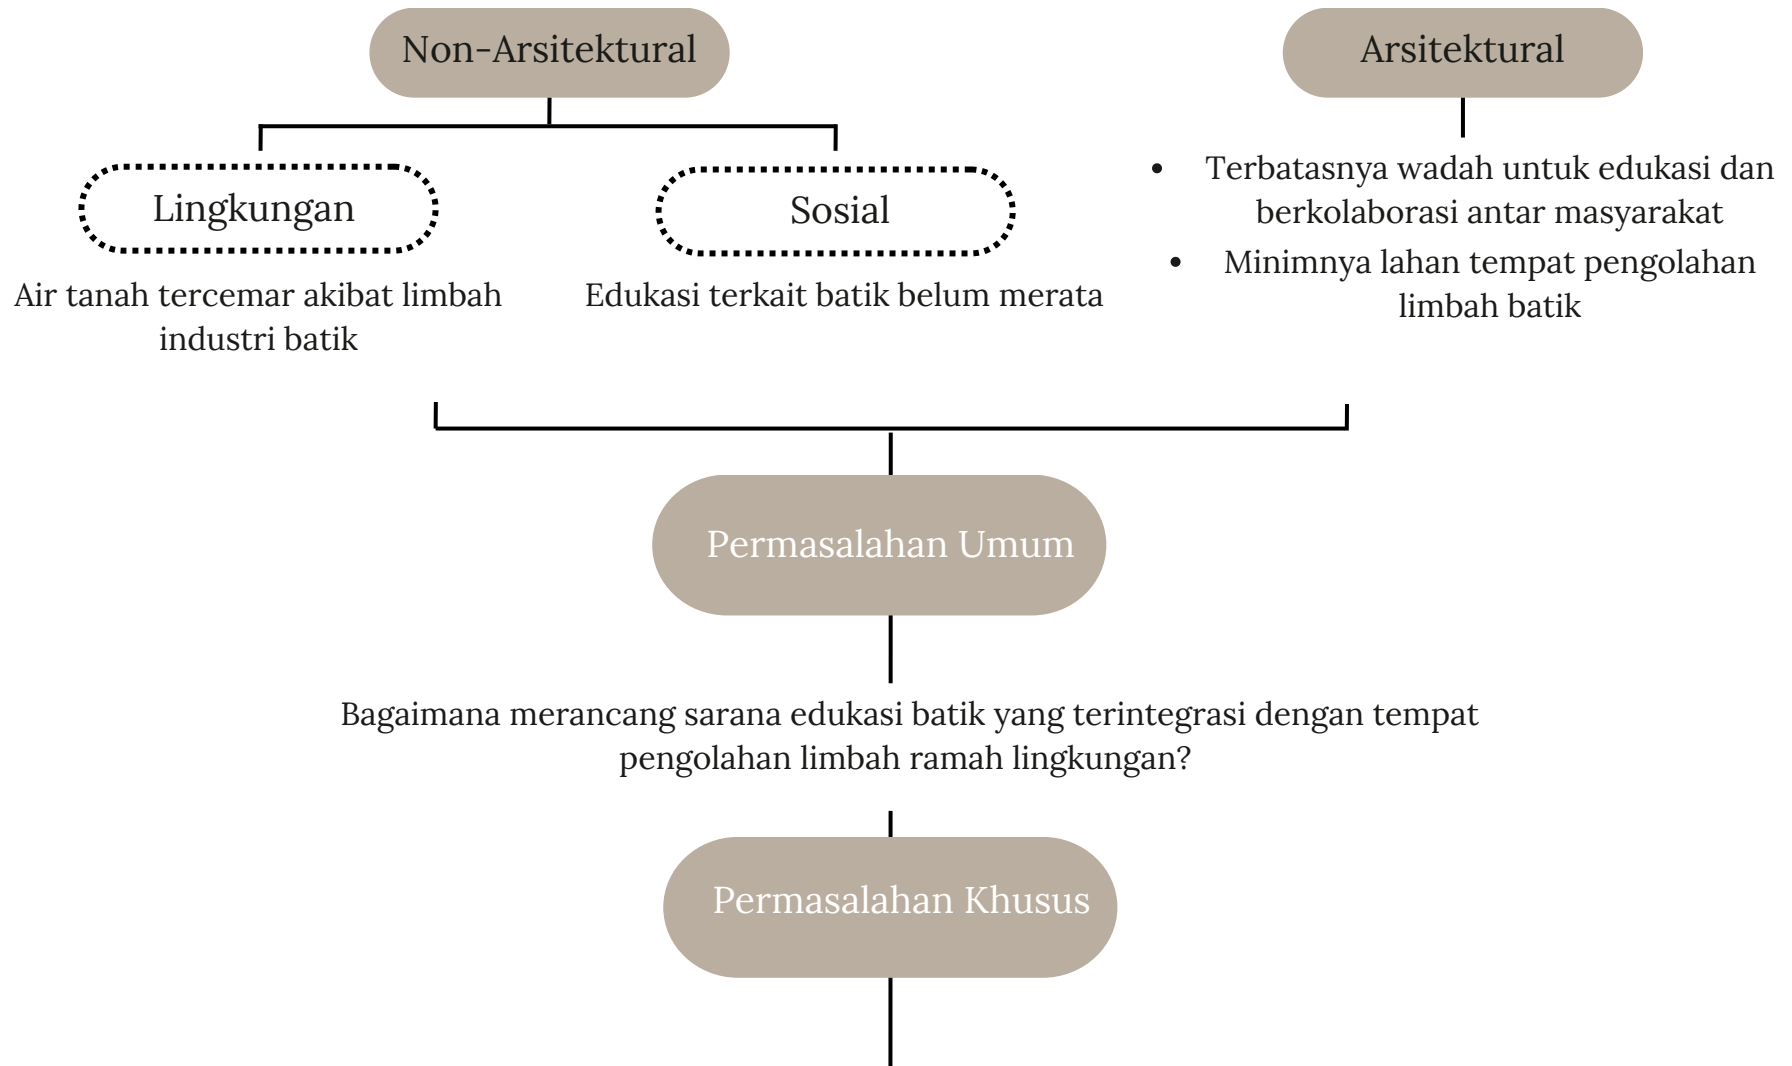 Non-Arsitektural
Arsitektural
Lingkungan
Sosial
Air tanah tercemar akibat limbah
industri batik
Edukasi terkait batik belum merata
• Terbatasnya wadah untuk edukasi dan
berkolaborasi antar masyarakat
• Minimnya lahan tempat pengolahan
limbah batik
Permasalahan Umum
Bagaimana merancang sarana edukasi batik yang terintegrasi dengan tempat
pengolahan limbah ramah lingkungan?
Permasalahan Khusus